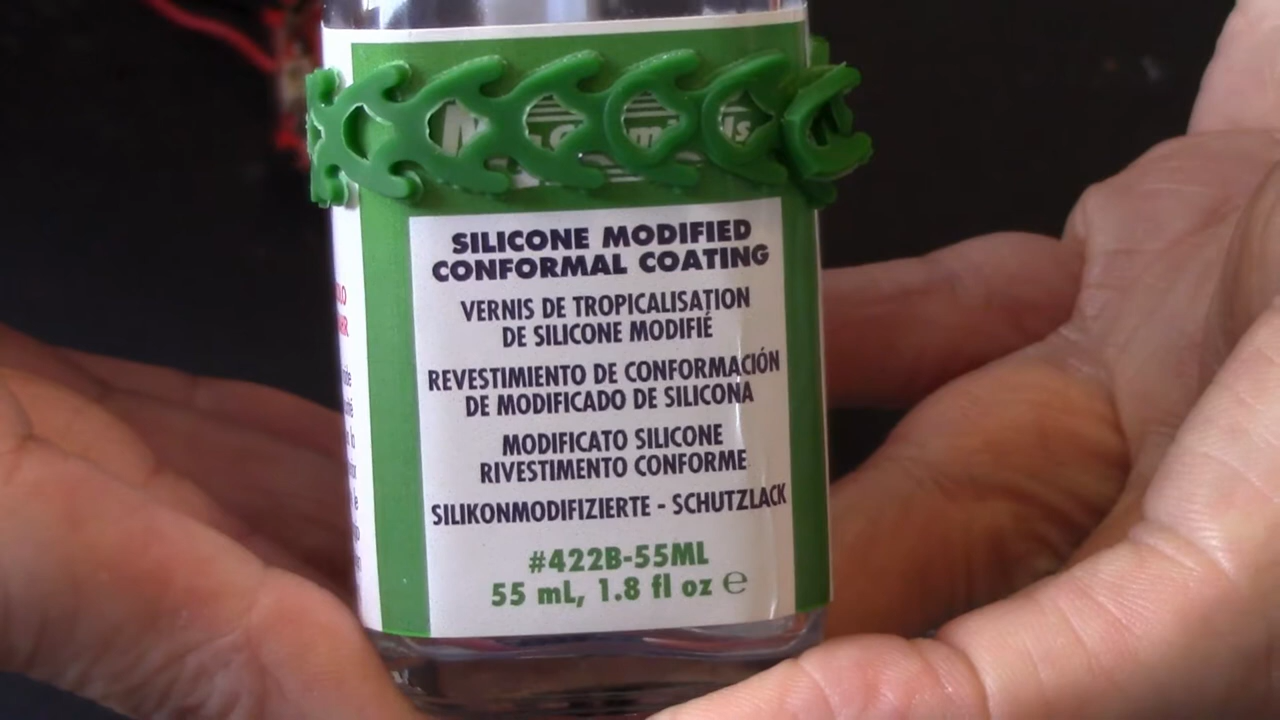 SILICONE MODIFIED
CONFORMAL COATING
VERNIS DE TROPICALISATION
DE SILICONE MODIFIÉ
REVESTIMIENTO DE CONFORMACIÓN
DE MODIFICADO DE SILICONA
MODIFICATO SILICONE
RIVESTIMENTO CONFORME
SILIKONMODIFIZIERTE - SCHUTZLACK
#422B-55ML
55 mL, 1.8 fl oz ℮